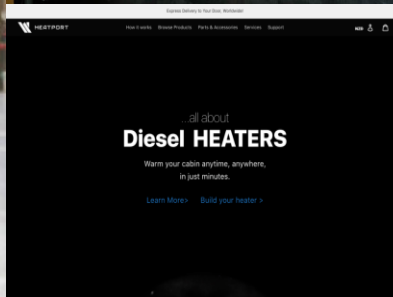 Express Delivery to Your Door, Worldwide!
HEATPORT
How it works Browse Products Parts & Accessories Services Support
NZD
...all about
Diesel HEATERS
Warm your cabin anytime, anywhere,
in just minutes.
Learn More> Build your heater >